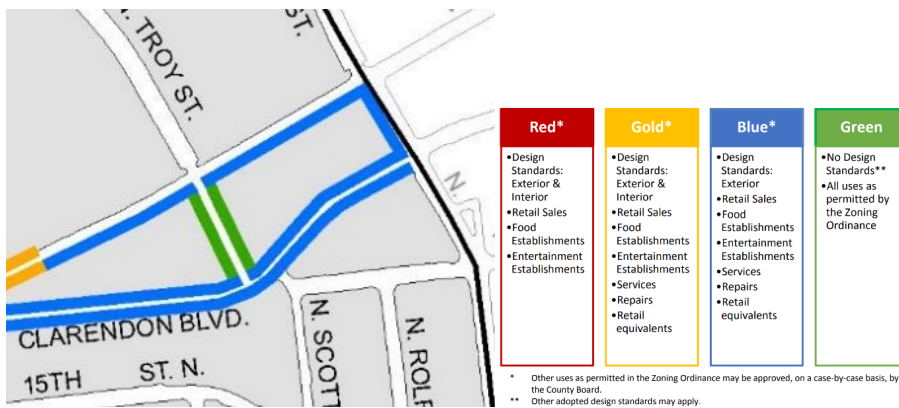 N. TROY ST.
ST.
N.
CLARENDON BLVD.
15TH ST. N.
N. SCOTT
N. ROLF
Red*
•Design
Standards:
Exterior &
Interior
•Retail Sales
•Food
Establishments
•Entertainment
Establishments
Gold*
•Design
Standards:
Exterior &
Interior
•Retail Sales
•Food
Establishments
•Entertainment
Establishments
•Services
•Repairs
•Retail
equivalents
Blue*
•Design
Standards:
Exterior
•Retail Sales
•Food
Establishments
•Entertainment
Establishments
•Services
•Repairs
•Retail
equivalents
Green
•No Design
Standards**
•All uses as
permitted by
the Zoning
Ordinance
* Other uses as permitted in the Zoning Ordinance may be approved, on a case-by-case basis, by
the County Board.
** Other adopted design standards may apply.